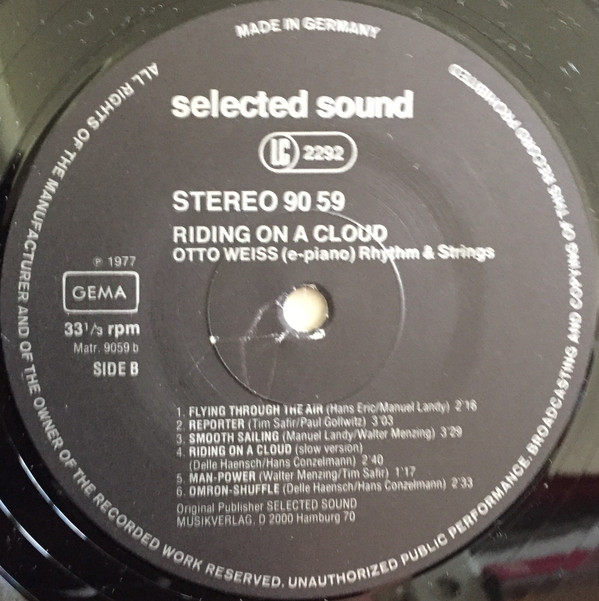 MADE IN GERMANY
ALL RIGHTS OF THE MANUFACTURER AND OF THE OWNER OF THE RECORDED WORK RESERVED. UNAUTHORIZED PUBLIC PERFORMANCE, BROADCASTING AND COPYING OF THIS RECORD PROHIBITED
selected sound
LC 2292
STEREO 90 59
RIDING ON A CLOUD
OTTO WEISS (e-piano) Rhythm & Strings
℗ 1977
GEMA
33 1/3 rpm
Matr. 9059 b
SIDE B
1. FLYING THROUGH THE AIR (Hans Eric/Manuel Landy) 2'16
2. REPORTER (Tim Safir/Paul Gollwitz) 3'03
3. SMOOTH SAILING (Manuel Landy/Walter Menzing) 3'29
4. RIDING ON A CLOUD (slow version)
(Delle Haensch/Hans Conzelmann) 2'40
5. MAN-POWER (Walter Menzing/Tim Safir) 1'17
6. OMRON-SHUFFLE (Delle Haensch/Hans Conzelmann) 2'33
Original Publisher SELECTED SOUND
MUSIKVERLAG, D 2000 Hamburg 70